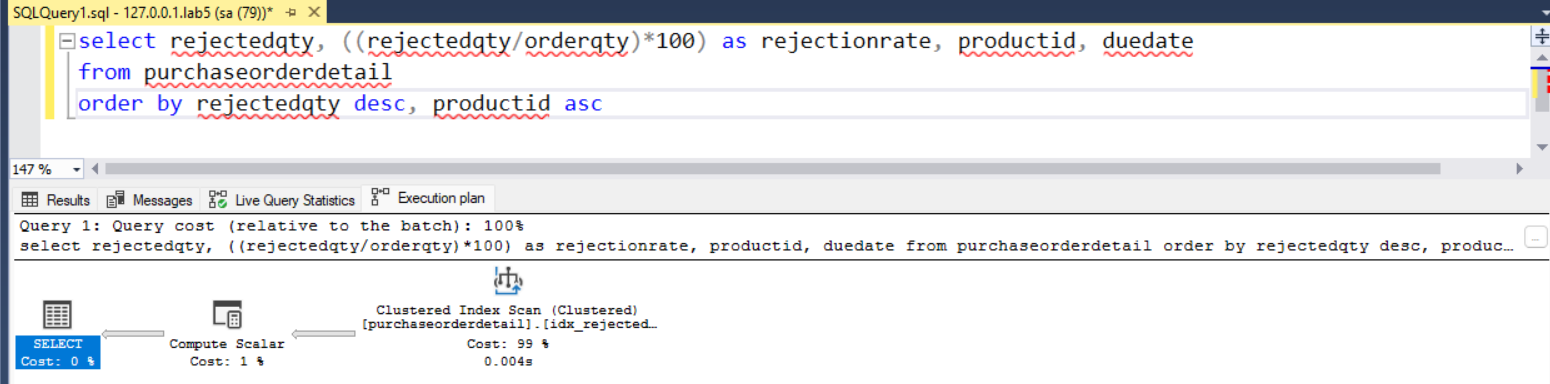 SQLQuery1.sql - 127.0.0.1.lab5 (sa (79))*
select rejectedqty, ((rejectedqty/orderqty)*100) as rejectionrate, productid, duedate
from purchaseorderdetail
order by rejectedqty desc, productid asc
147 %
Results Messages Live Query Statistics Execution plan
Query 1: Query cost (relative to the batch): 100%
select rejectedqty, ((rejectedqty/orderqty)*100) as rejectionrate, productid, duedate from purchaseorderdetail order by rejectedqty desc, produc…
Clustered Index Scan (Clustered)
[purchaseorderdetail].[idx_rejected…
SELECT Compute Scalar Cost: 99 %
Cost: 0 % Cost: 1 % 0.004s